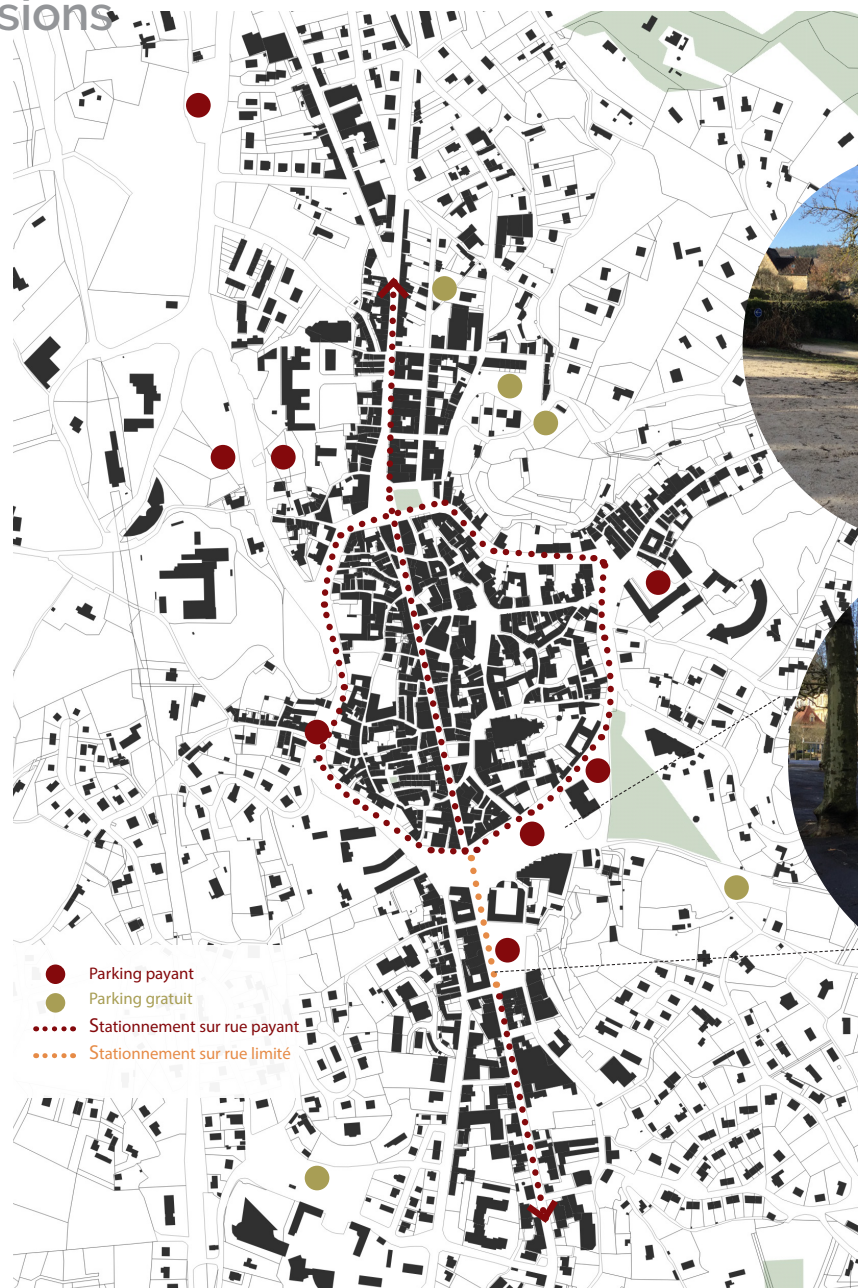 sions
Parking payant
Parking gratuit
Stationnement sur rue payant
Stationnement sur rue limité